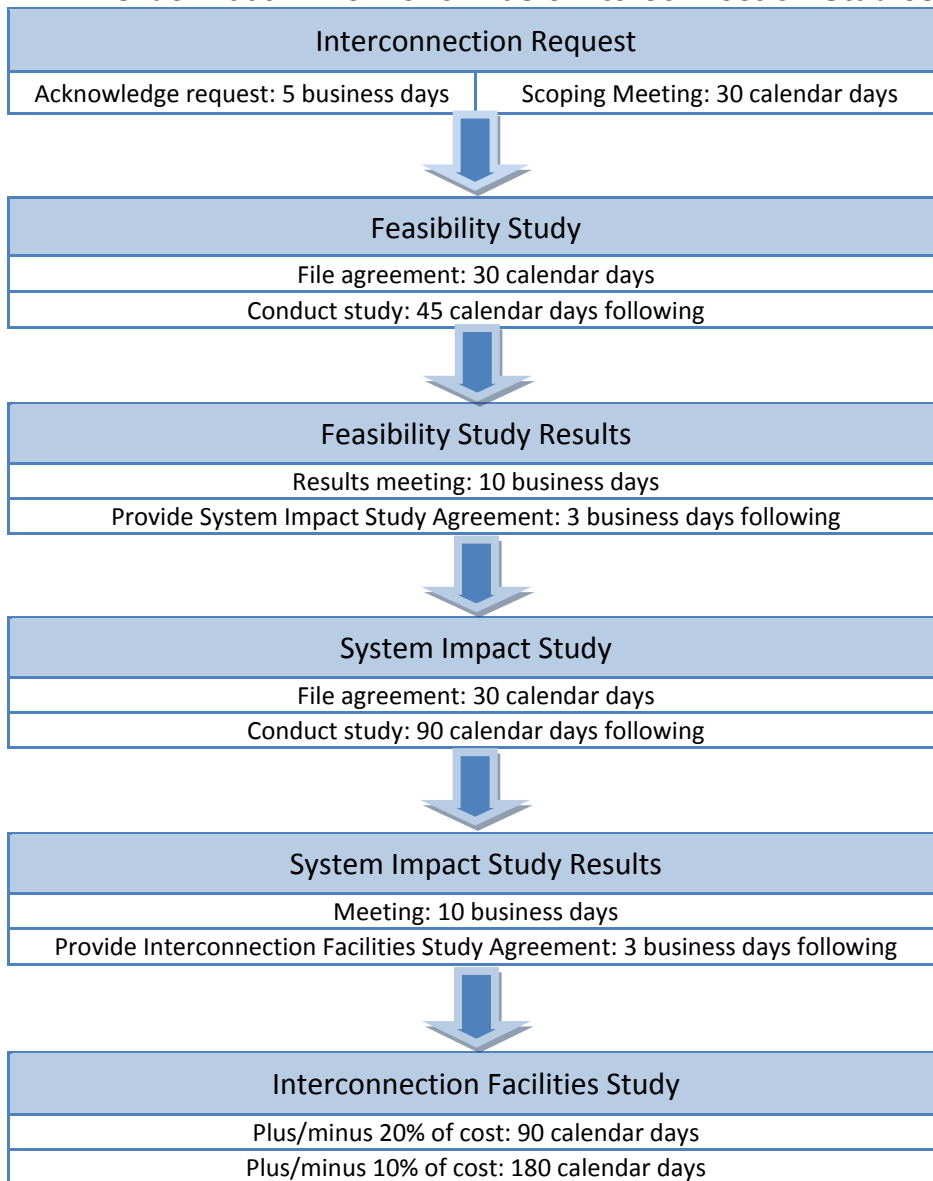 Interconnection Request
Acknowledge request: 5 business days
Scoping Meeting: 30 calendar days
Feasibility Study
File agreement: 30 calendar days
Conduct study: 45 calendar days following
Feasibility Study Results
Results meeting: 10 business days
Provide System Impact Study Agreement: 3 business days following
System Impact Study
File agreement: 30 calendar days
Conduct study: 90 calendar days following
System Impact Study Results
Meeting: 10 business days
Provide Interconnection Facilities Study Agreement: 3 business days following
Interconnection Facilities Study
Plus/minus 20% of cost: 90 calendar days
Plus/minus 10% of cost: 180 calendar days